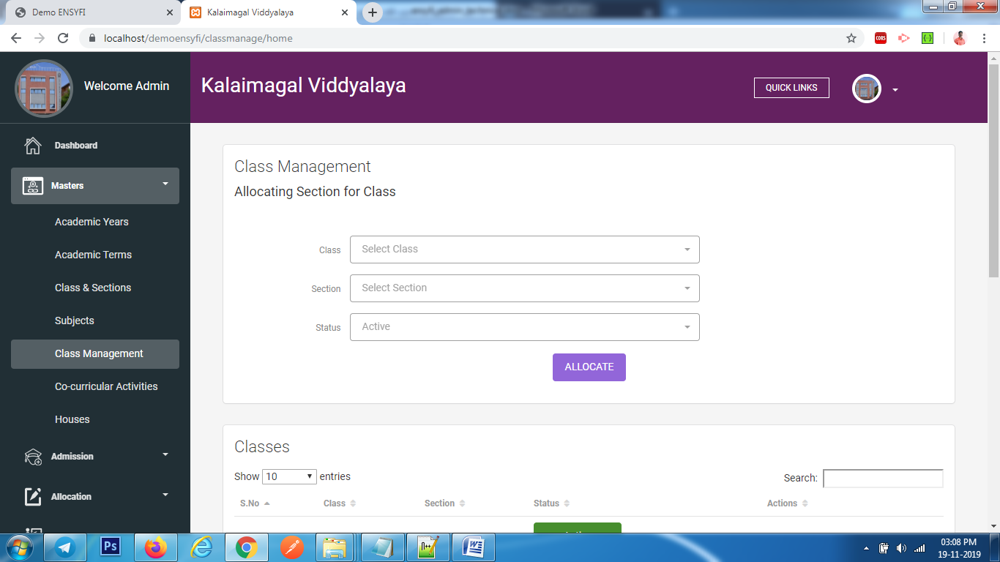 Demo ENSYFI
Kalaimagal Viddyalaya
localhost/demoensyfi/classmanage/home
CORS
Welcome Admin
Kalaimagal Viddyalaya
QUICK LINKS
Dashboard
Masters
Academic Years
Academic Terms
Class & Sections
Subjects
Class Management
Co-curricular Activities
Houses
Admission
Allocation
Class Management
Allocating Section for Class
Class Select Class
Section Select Section
Status Active
ALLOCATE
Classes
Show 10 entries
Search:
S.No Class Section Status Actions
Ps
03:08 PM
19-11-2019